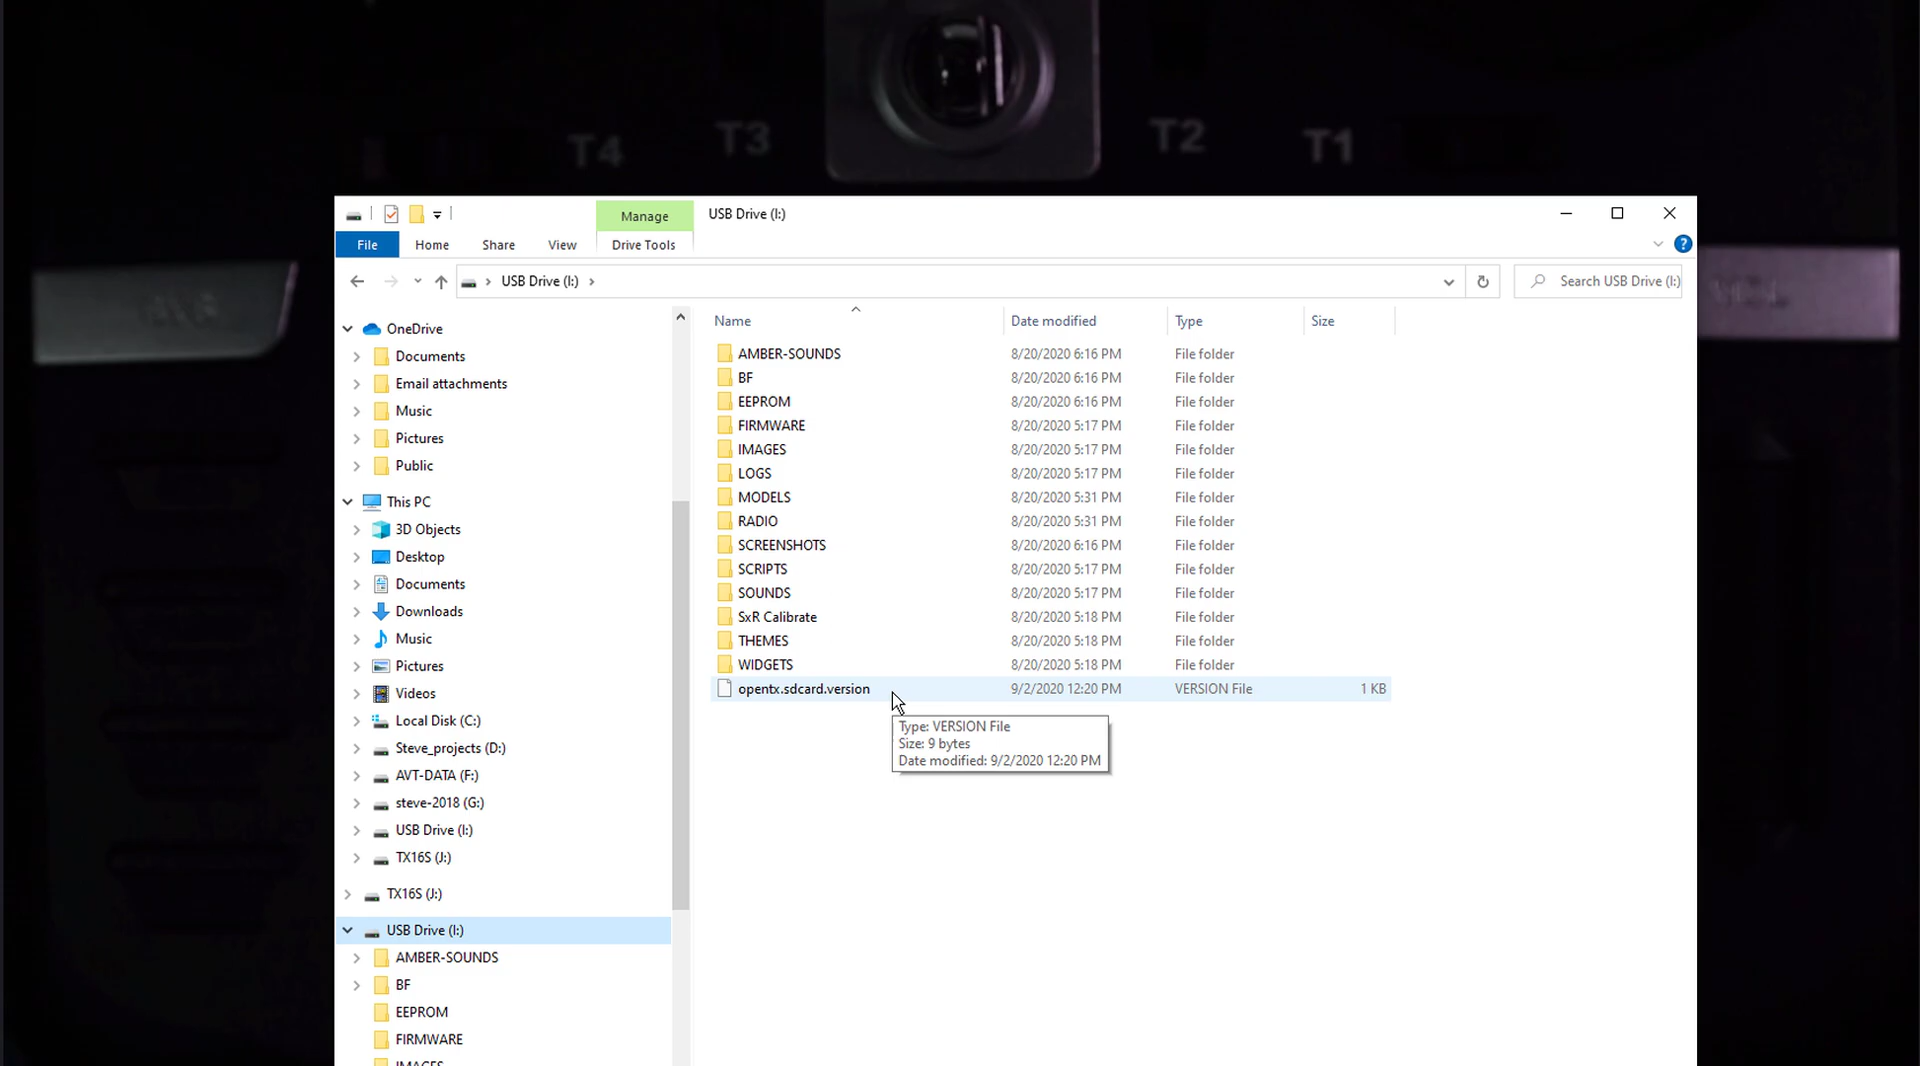 T4 T3 T2 T1
Manage USB Drive (I:)
File Home Share View Drive Tools
USB Drive (I:) Search USB Drive (I:)
OneDrive
Documents
Email attachments
Music
Pictures
Public
This PC
3D Objects
Desktop
Documents
Downloads
Music
Pictures
Videos
Local Disk (C:)
Steve_projects (D:)
AVT-DATA (F:)
steve-2018 (G:)
USB Drive (I:)
TX16S (J:)
TX16S (J:)
USB Drive (I:)
AMBER-SOUNDS
BF
EEPROM
FIRMWARE
IMAGES
Name Date modified Type Size
AMBER-SOUNDS 8/20/2020 6:16 PM File folder
BF 8/20/2020 6:16 PM File folder
EEPROM 8/20/2020 6:16 PM File folder
FIRMWARE 8/20/2020 5:17 PM File folder
IMAGES 8/20/2020 5:17 PM File folder
LOGS 8/20/2020 5:17 PM File folder
MODELS 8/20/2020 5:31 PM File folder
RADIO 8/20/2020 5:31 PM File folder
SCREENSHOTS 8/20/2020 6:16 PM File folder
SCRIPTS 8/20/2020 5:17 PM File folder
SOUNDS 8/20/2020 5:17 PM File folder
SxR Calibrate 8/20/2020 5:18 PM File folder
THEMES 8/20/2020 5:18 PM File folder
WIDGETS 8/20/2020 5:18 PM File folder
opentx.sdcard.version 9/2/2020 12:20 PM VERSION File 1 KB
Type: VERSION File
Size: 9 bytes
Date modified: 9/2/2020 12:20 PM